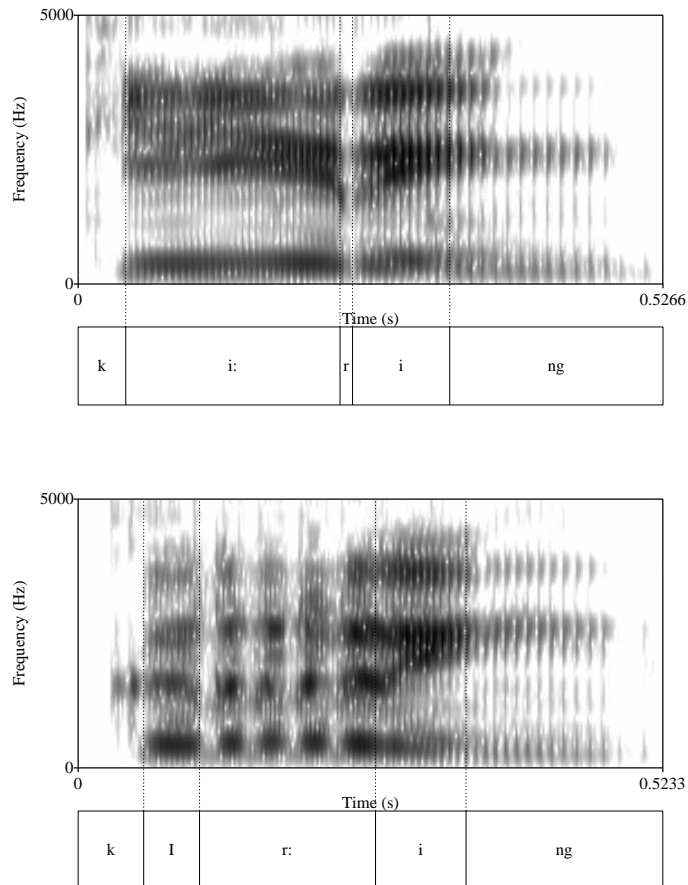 5000
Frequency (Hz)
0
0 0.5266
Time (s)
k i: r i ng
5000
Frequency (Hz)
0
0 0.5233
Time (s)
k I r: i ng